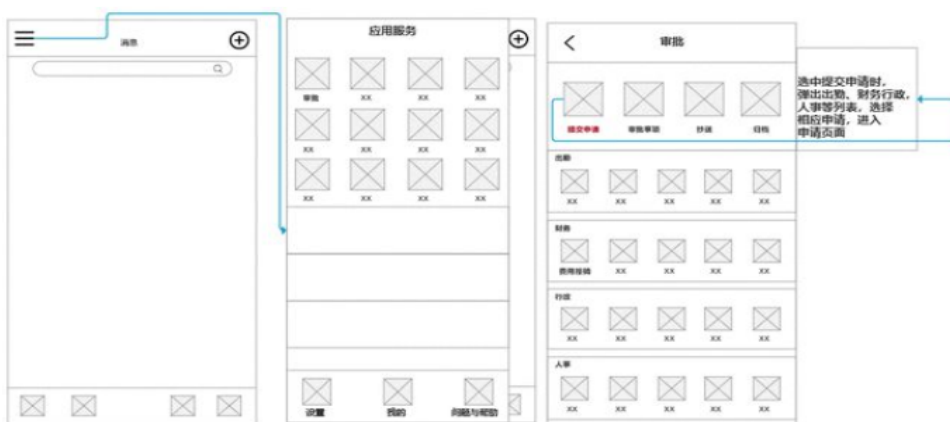 消息
应用服务
审批 XX XX XX
XX XX XX XX
XX XX XX XX
设置 我的 问题与帮助
审批
提交申请 审批事项 抄送 归档
出勤
XX XX XX XX XX
财务
费用报销 XX XX XX XX
行政
XX XX XX XX XX
人事
XX XX XX XX XX
选中提交申请时，
弹出出勤、财务行政，
人事等列表，选择
相应申请，进入
申请页面